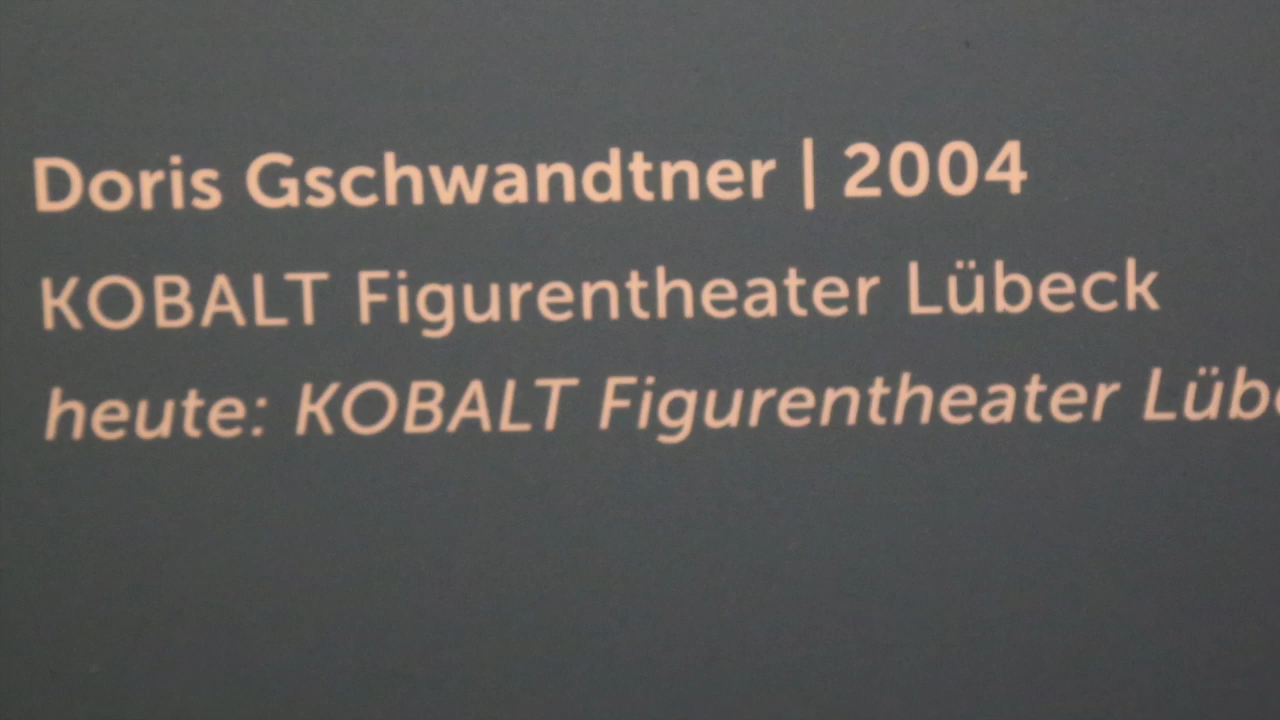 Doris Gschwandtner | 2004
KOBALT Figurentheater Lübeck
heute: KOBALT Figurentheater